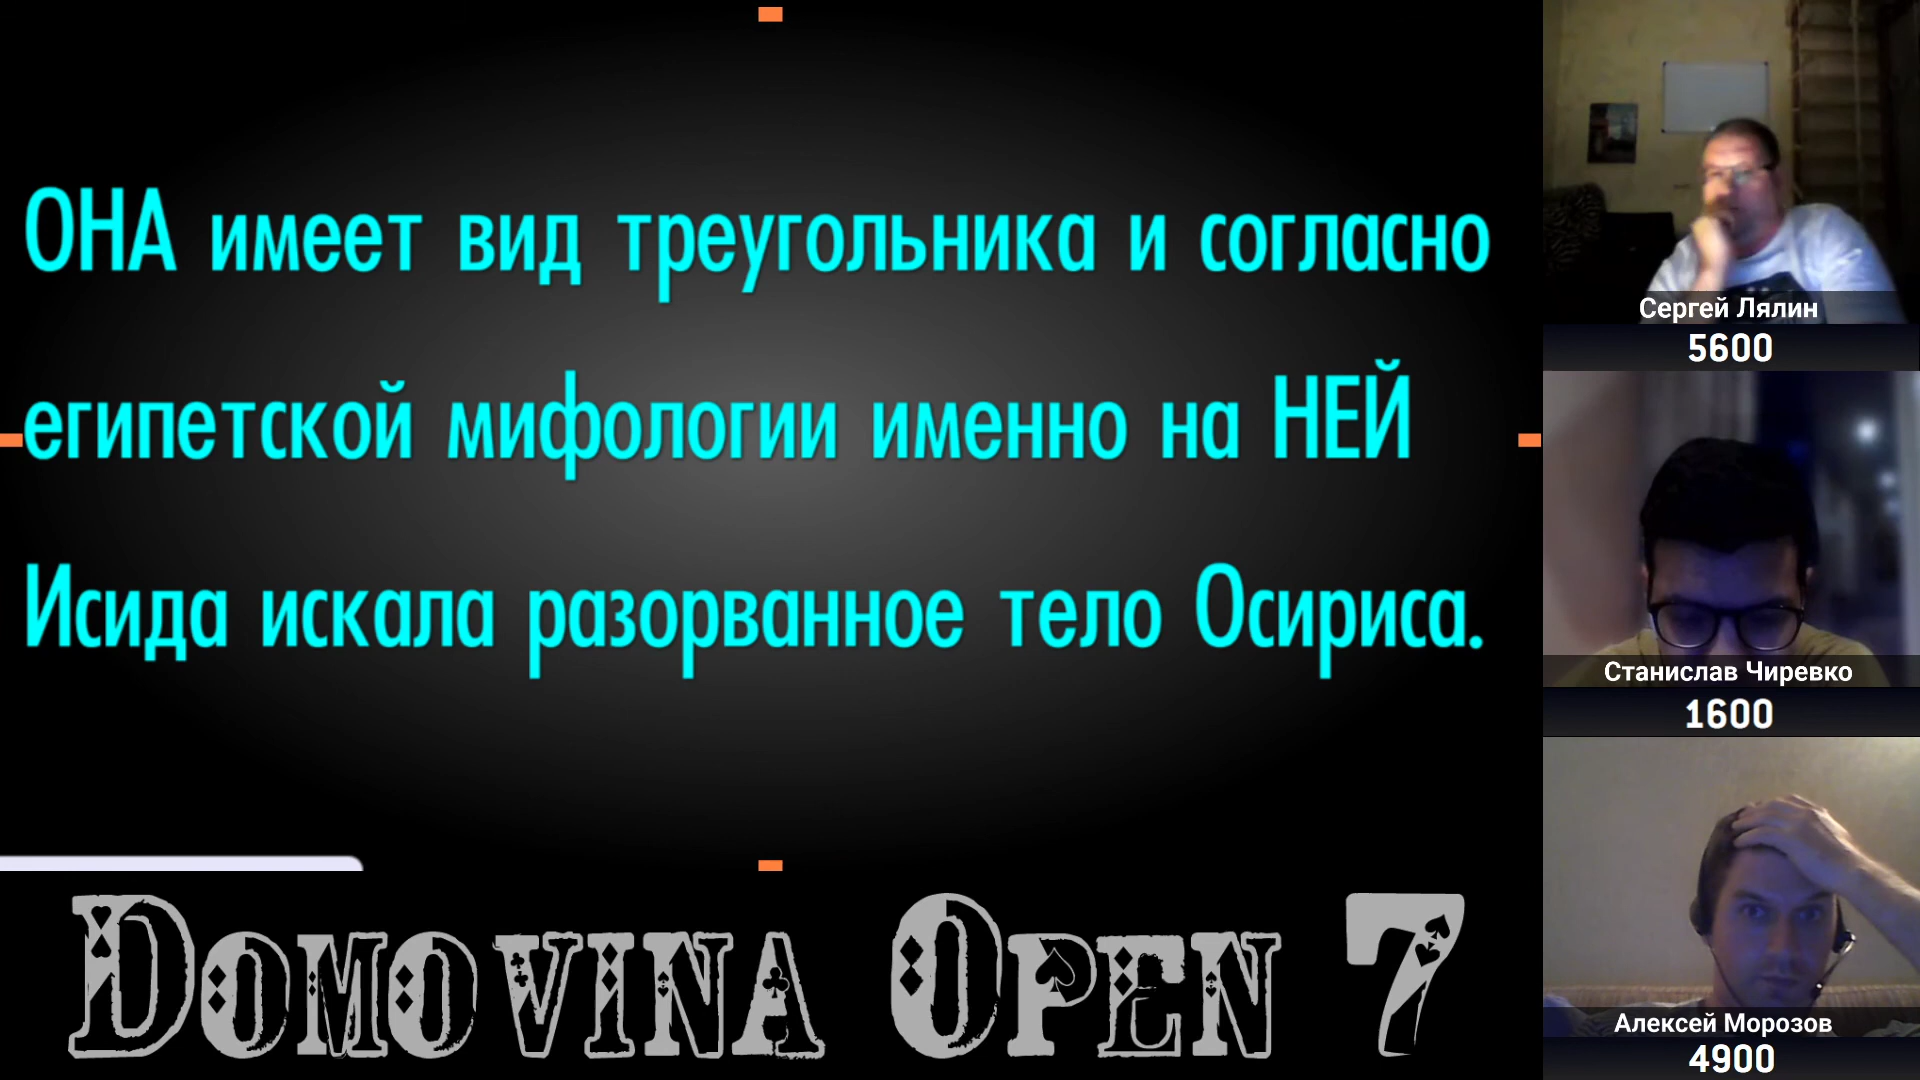 ОНА имеет вид треугольника и согласно
египетской мифологии именно на НЕЙ
Исида искала разорванное тело Осириса.
Domovina Open 7
Сергей Лялин
5600
Станислав Чиревко
1600
Алексей Морозов
4900